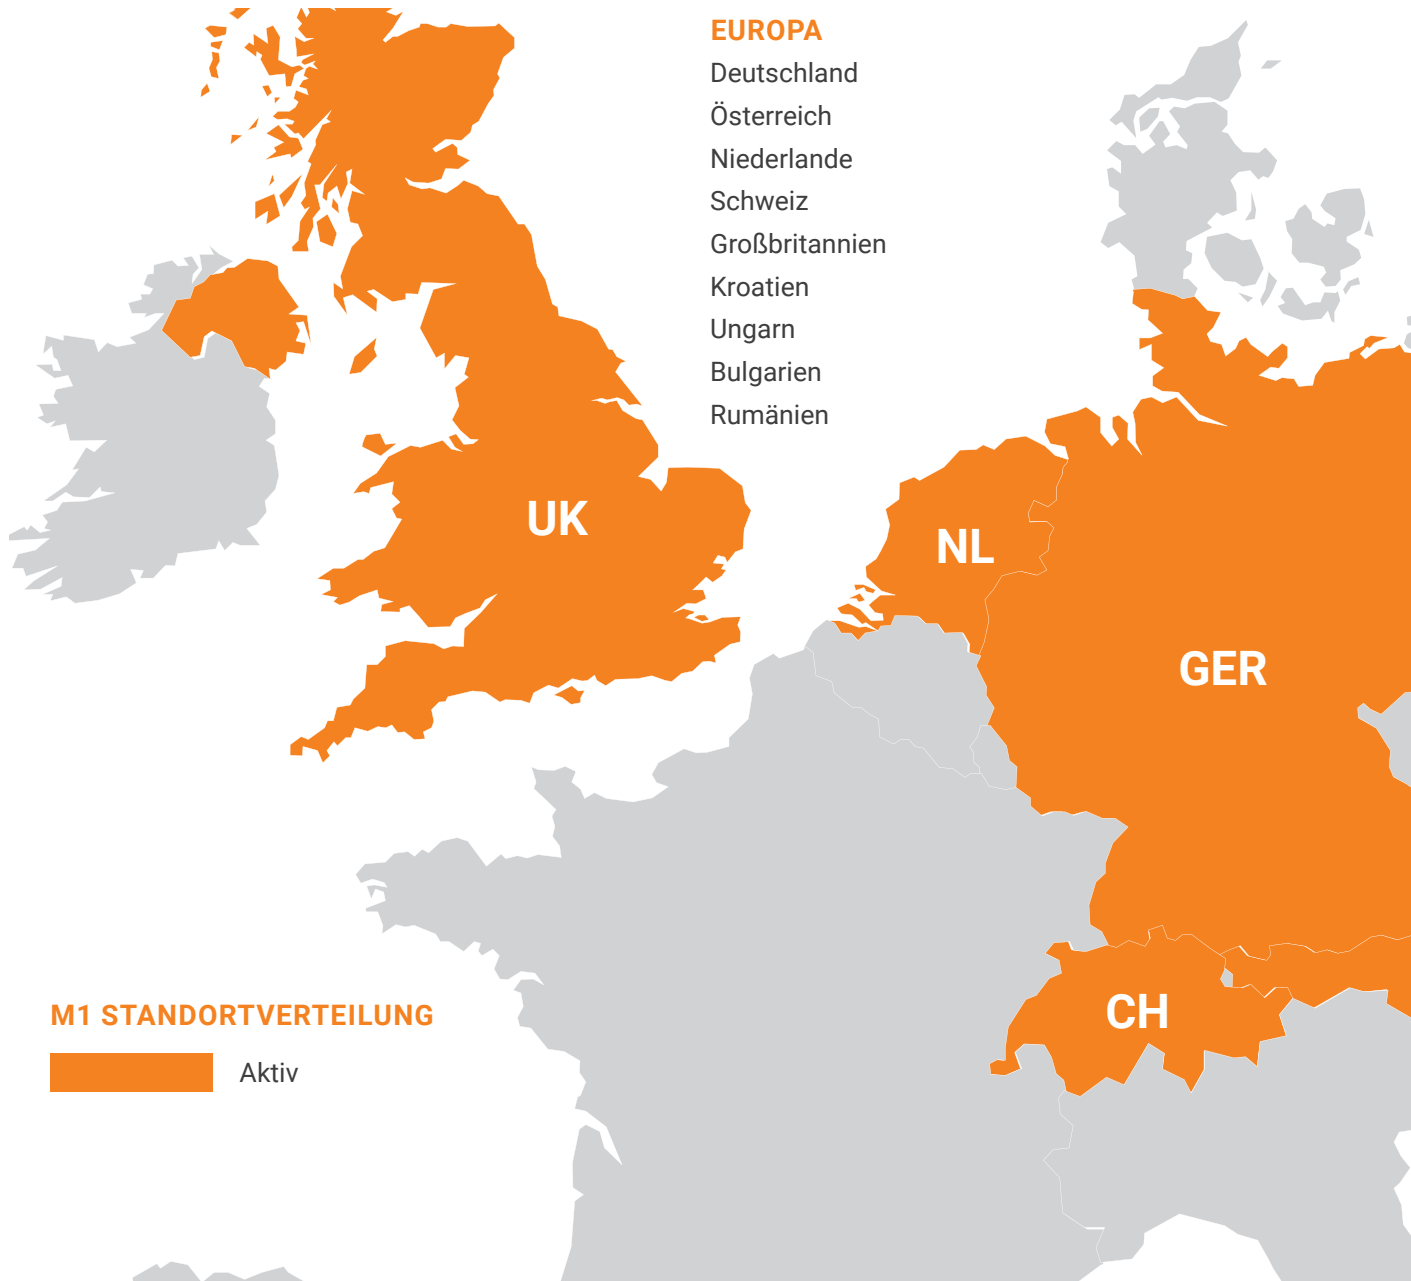 EUROPA
Deutschland
Österreich
Niederlande
Schweiz
Großbritannien
Kroatien
Ungarn
Bulgarien
Rumänien
UK
NL
GER
CH
M1 STANDORTVERTEILUNG
Aktiv